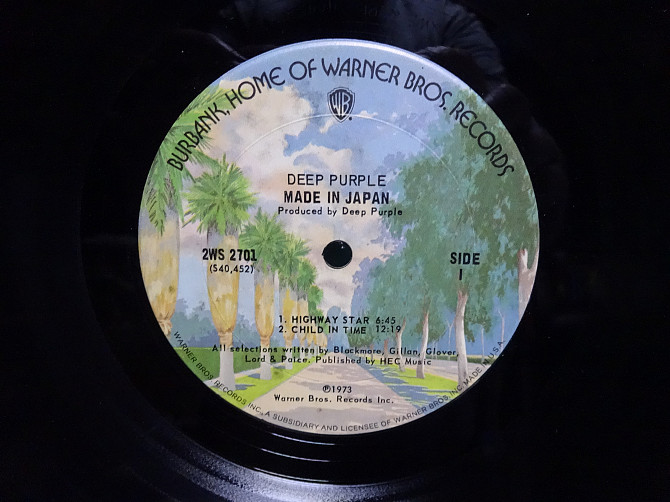 BURBANK, HOME OF WARNER BROS. RECORDS
WB
DEEP PURPLE
MADE IN JAPAN
Produced by Deep Purple
2WS 2701
(S40,452)
SIDE
1
1. HIGHWAY STAR 6:45
2. CHILD IN TIME 12:19
All selections written by Blackmore, Gillan, Glover,
Lord & Paice. Published by HEC Music
℗1973
Warner Bros. Records Inc.
WARNER BROS. RECORDS INC., A SUBSIDIARY AND LICENSEE OF WARNER BROS. INC. MADE IN U.S.A.